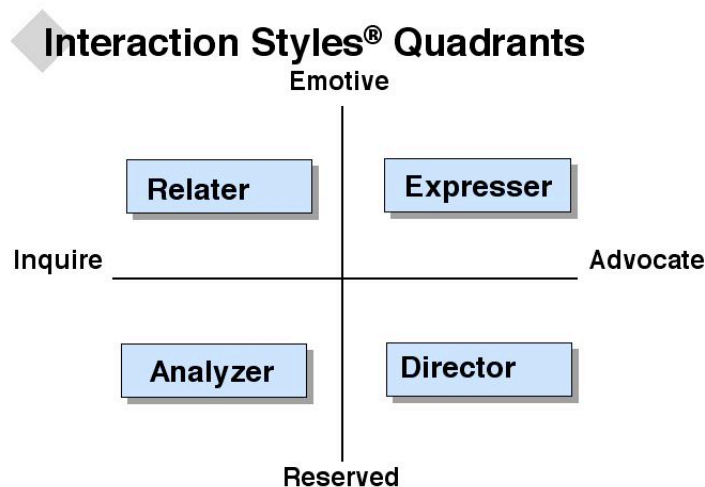 Interaction Styles® Quadrants
Emotive
Relater
Expresser
Inquire
Advocate
Analyzer
Director
Reserved